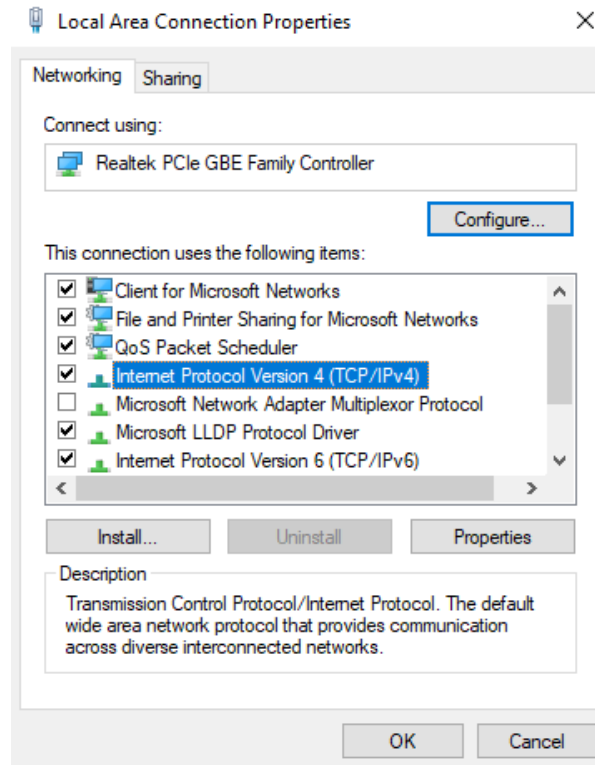 Local Area Connection Properties
Networking
Sharing
Connect using:
Realtek PCIe GBE Family Controller
Configure...
This connection uses the following items:
Client for Microsoft Networks
File and Printer Sharing for Microsoft Networks
QoS Packet Scheduler
Internet Protocol Version 4 (TCP/IPv4)
Microsoft Network Adapter Multiplexor Protocol
Microsoft LLDP Protocol Driver
Internet Protocol Version 6 (TCP/IPv6)
Install...
Uninstall
Properties
Description
Transmission Control Protocol/Internet Protocol. The default
wide area network protocol that provides communication
across diverse interconnected networks.
OK
Cancel